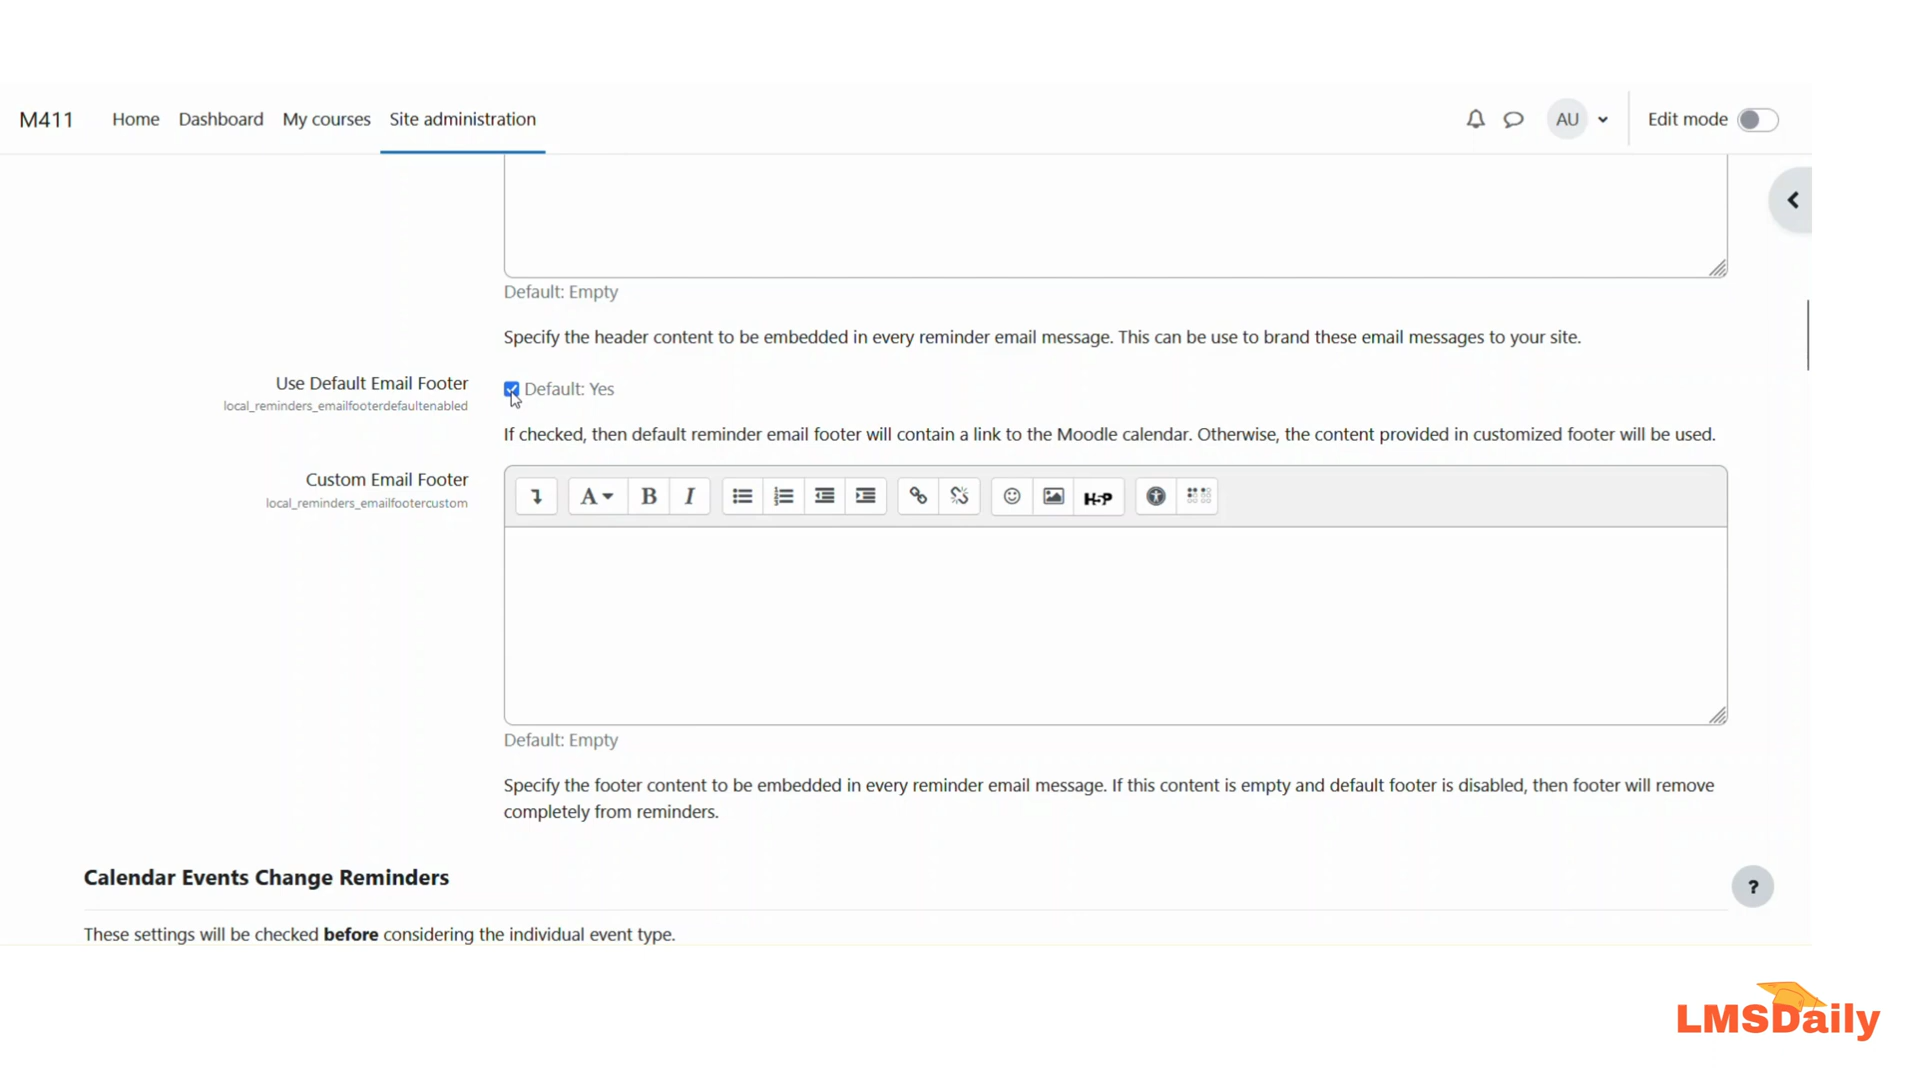 M411 Home Dashboard My courses Site administration AU Edit mode
Default: Empty
Specify the header content to be embedded in every reminder email message. This can be use to brand these email messages to your site.
Use Default Email Footer Default: Yes
local_reminders_emailfooterdefaultenabled
If checked, then default reminder email footer will contain a link to the Moodle calendar. Otherwise, the content provided in customized footer will be used.
Custom Email Footer
local_reminders_emailfootercustom
A B I H5P
Default: Empty
Specify the footer content to be embedded in every reminder email message. If this content is empty and default footer is disabled, then footer will remove
completely from reminders.
Calendar Events Change Reminders
?
These settings will be checked before considering the individual event type.
LMSDaily